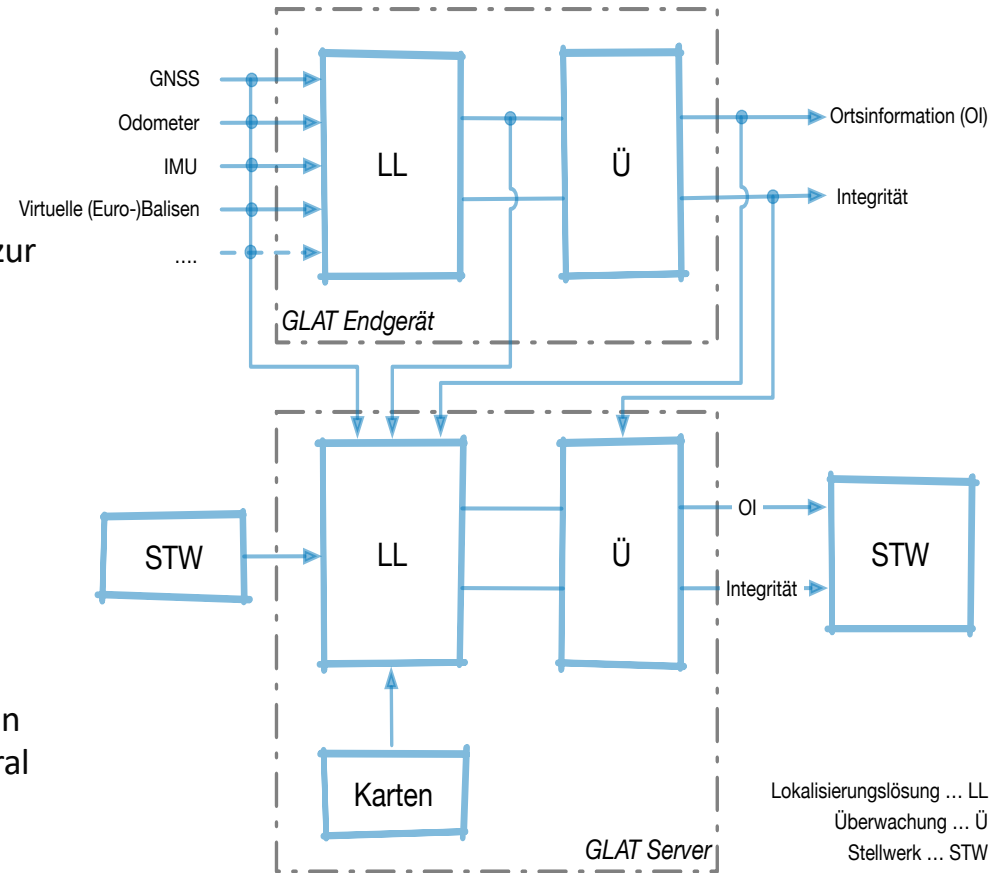 GNSS
Odometer
IMU
Virtuelle (Euro-)Balisen
zur
....
LL
Ü
Ortsinformation (OI)
Integrität
GLAT Endgerät
STW
LL
Ü
OI
Integrität
STW
n
ral
Karten
GLAT Server
Lokalisierungslösung ... LL
Überwachung ... Ü
Stellwerk ... STW